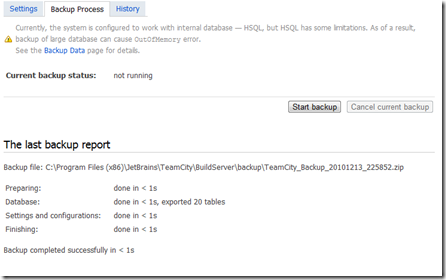 Settings Backup Process History
Currently, the system is configured to work with internal database — HSQL, but HSQL has some limitations. As of a result,
backup of large database can cause OutOfMemory error.
See the Backup Data page for details.
Current backup status: not running
Start backup Cancel current backup
The last backup report
Backup file: C:\Program Files (x86)\JetBrains\TeamCity\BuildServer\backup\TeamCity_Backup_20101213_225852.zip
Preparing: done in < 1s
Database: done in < 1s, exported 20 tables
Settings and configurations: done in < 1s
Finishing: done in < 1s
Backup completed successfully in < 1s